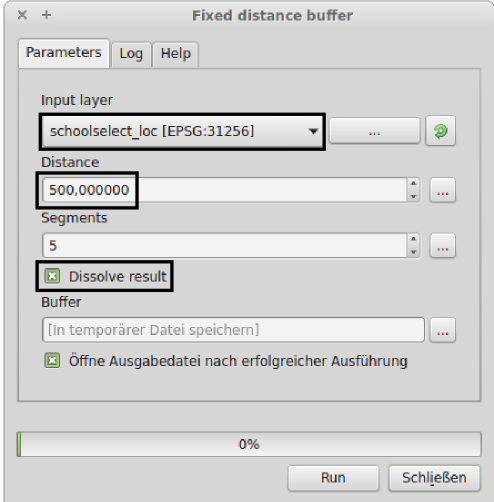 Fixed distance buffer
Parameters Log Help
Input layer
schoolselect_loc [EPSG:31256] ...
Distance
500,000000 ...
Segments
5 ...
Dissolve result
Buffer
[In temporärer Datei speichern] ...
Öffne Ausgabedatei nach erfolgreicher Ausführung
0%
Run Schließen